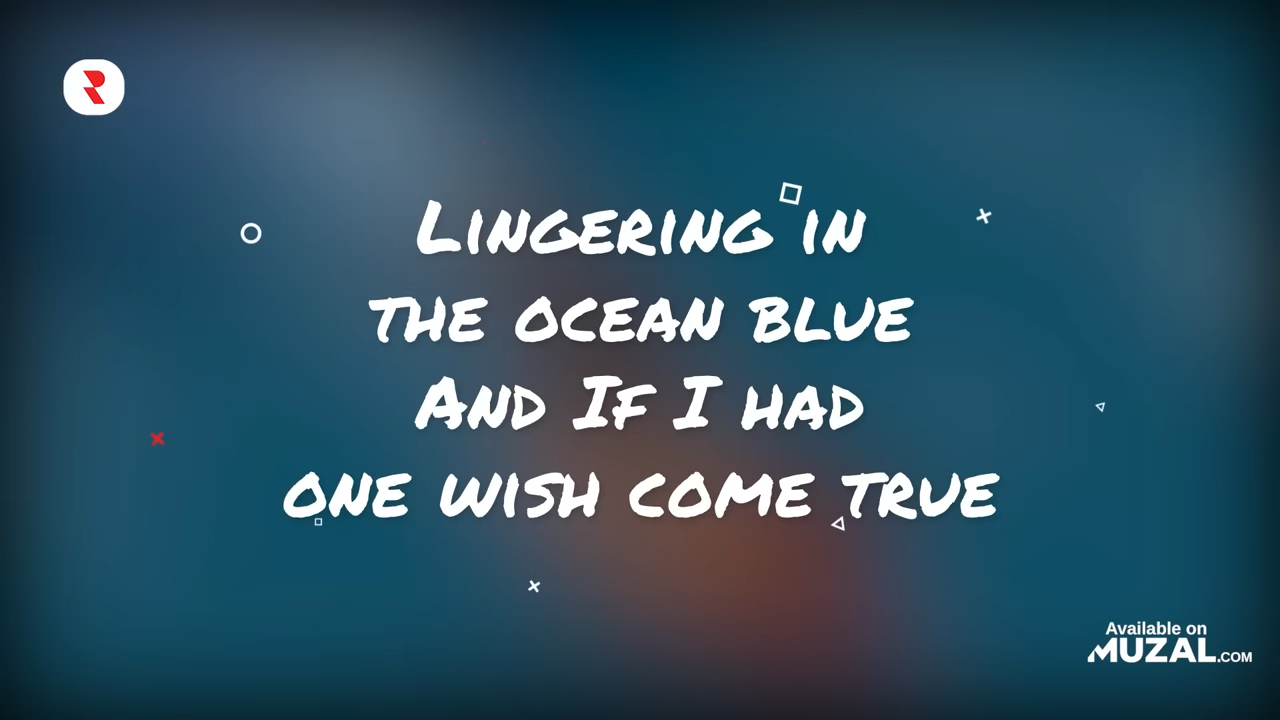 Lingering in
the ocean blue
And If I had
one wish come true
Available on
MUZAL.COM